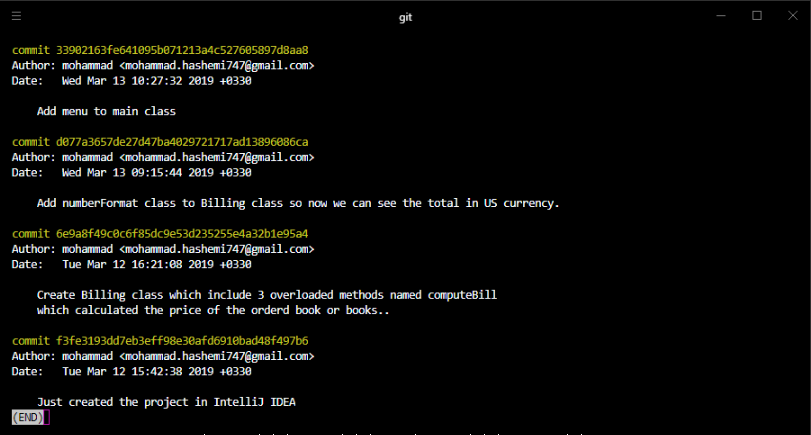 git
commit 33902163fe641095b071213a4c527605897d8aa8
Author: mohammad <mohammad.hashemi747@gmail.com>
Date:   Wed Mar 13 10:27:32 2019 +0330
Add menu to main class
commit d077a3657de27d47ba4029721717ad13896086ca
Author: mohammad <mohammad.hashemi747@gmail.com>
Date:   Wed Mar 13 09:15:44 2019 +0330
Add numberFormat class to Billing class so now we can see the total in US currency.
commit 6e9a8f49c0c6f85dc9e53d235255e4a32b1e95a4
Author: mohammad <mohammad.hashemi747@gmail.com>
Date:   Tue Mar 12 16:21:08 2019 +0330
Create Billing class which include 3 overloaded methods named computeBill
which calculated the price of the orderd book or books..
commit f3fe3193dd7eb3eff98e30afd6910bad48f497b6
Author: mohammad <mohammad.hashemi747@gmail.com>
Date:   Tue Mar 12 15:42:38 2019 +0330
Just created the project in IntelliJ IDEA
(END)